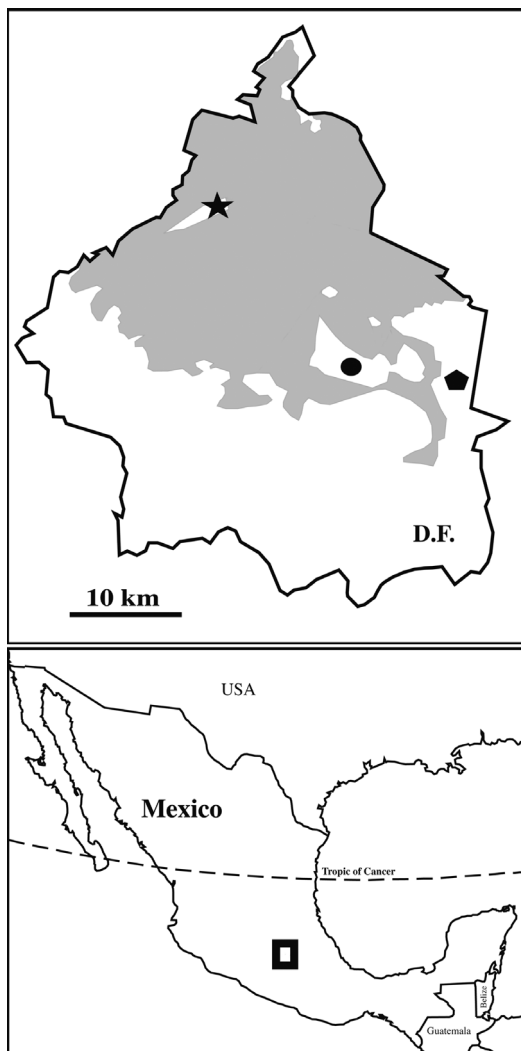 D.F.
10 km
USA
Mexico
Tropic of Cancer
Belize
Guatemala